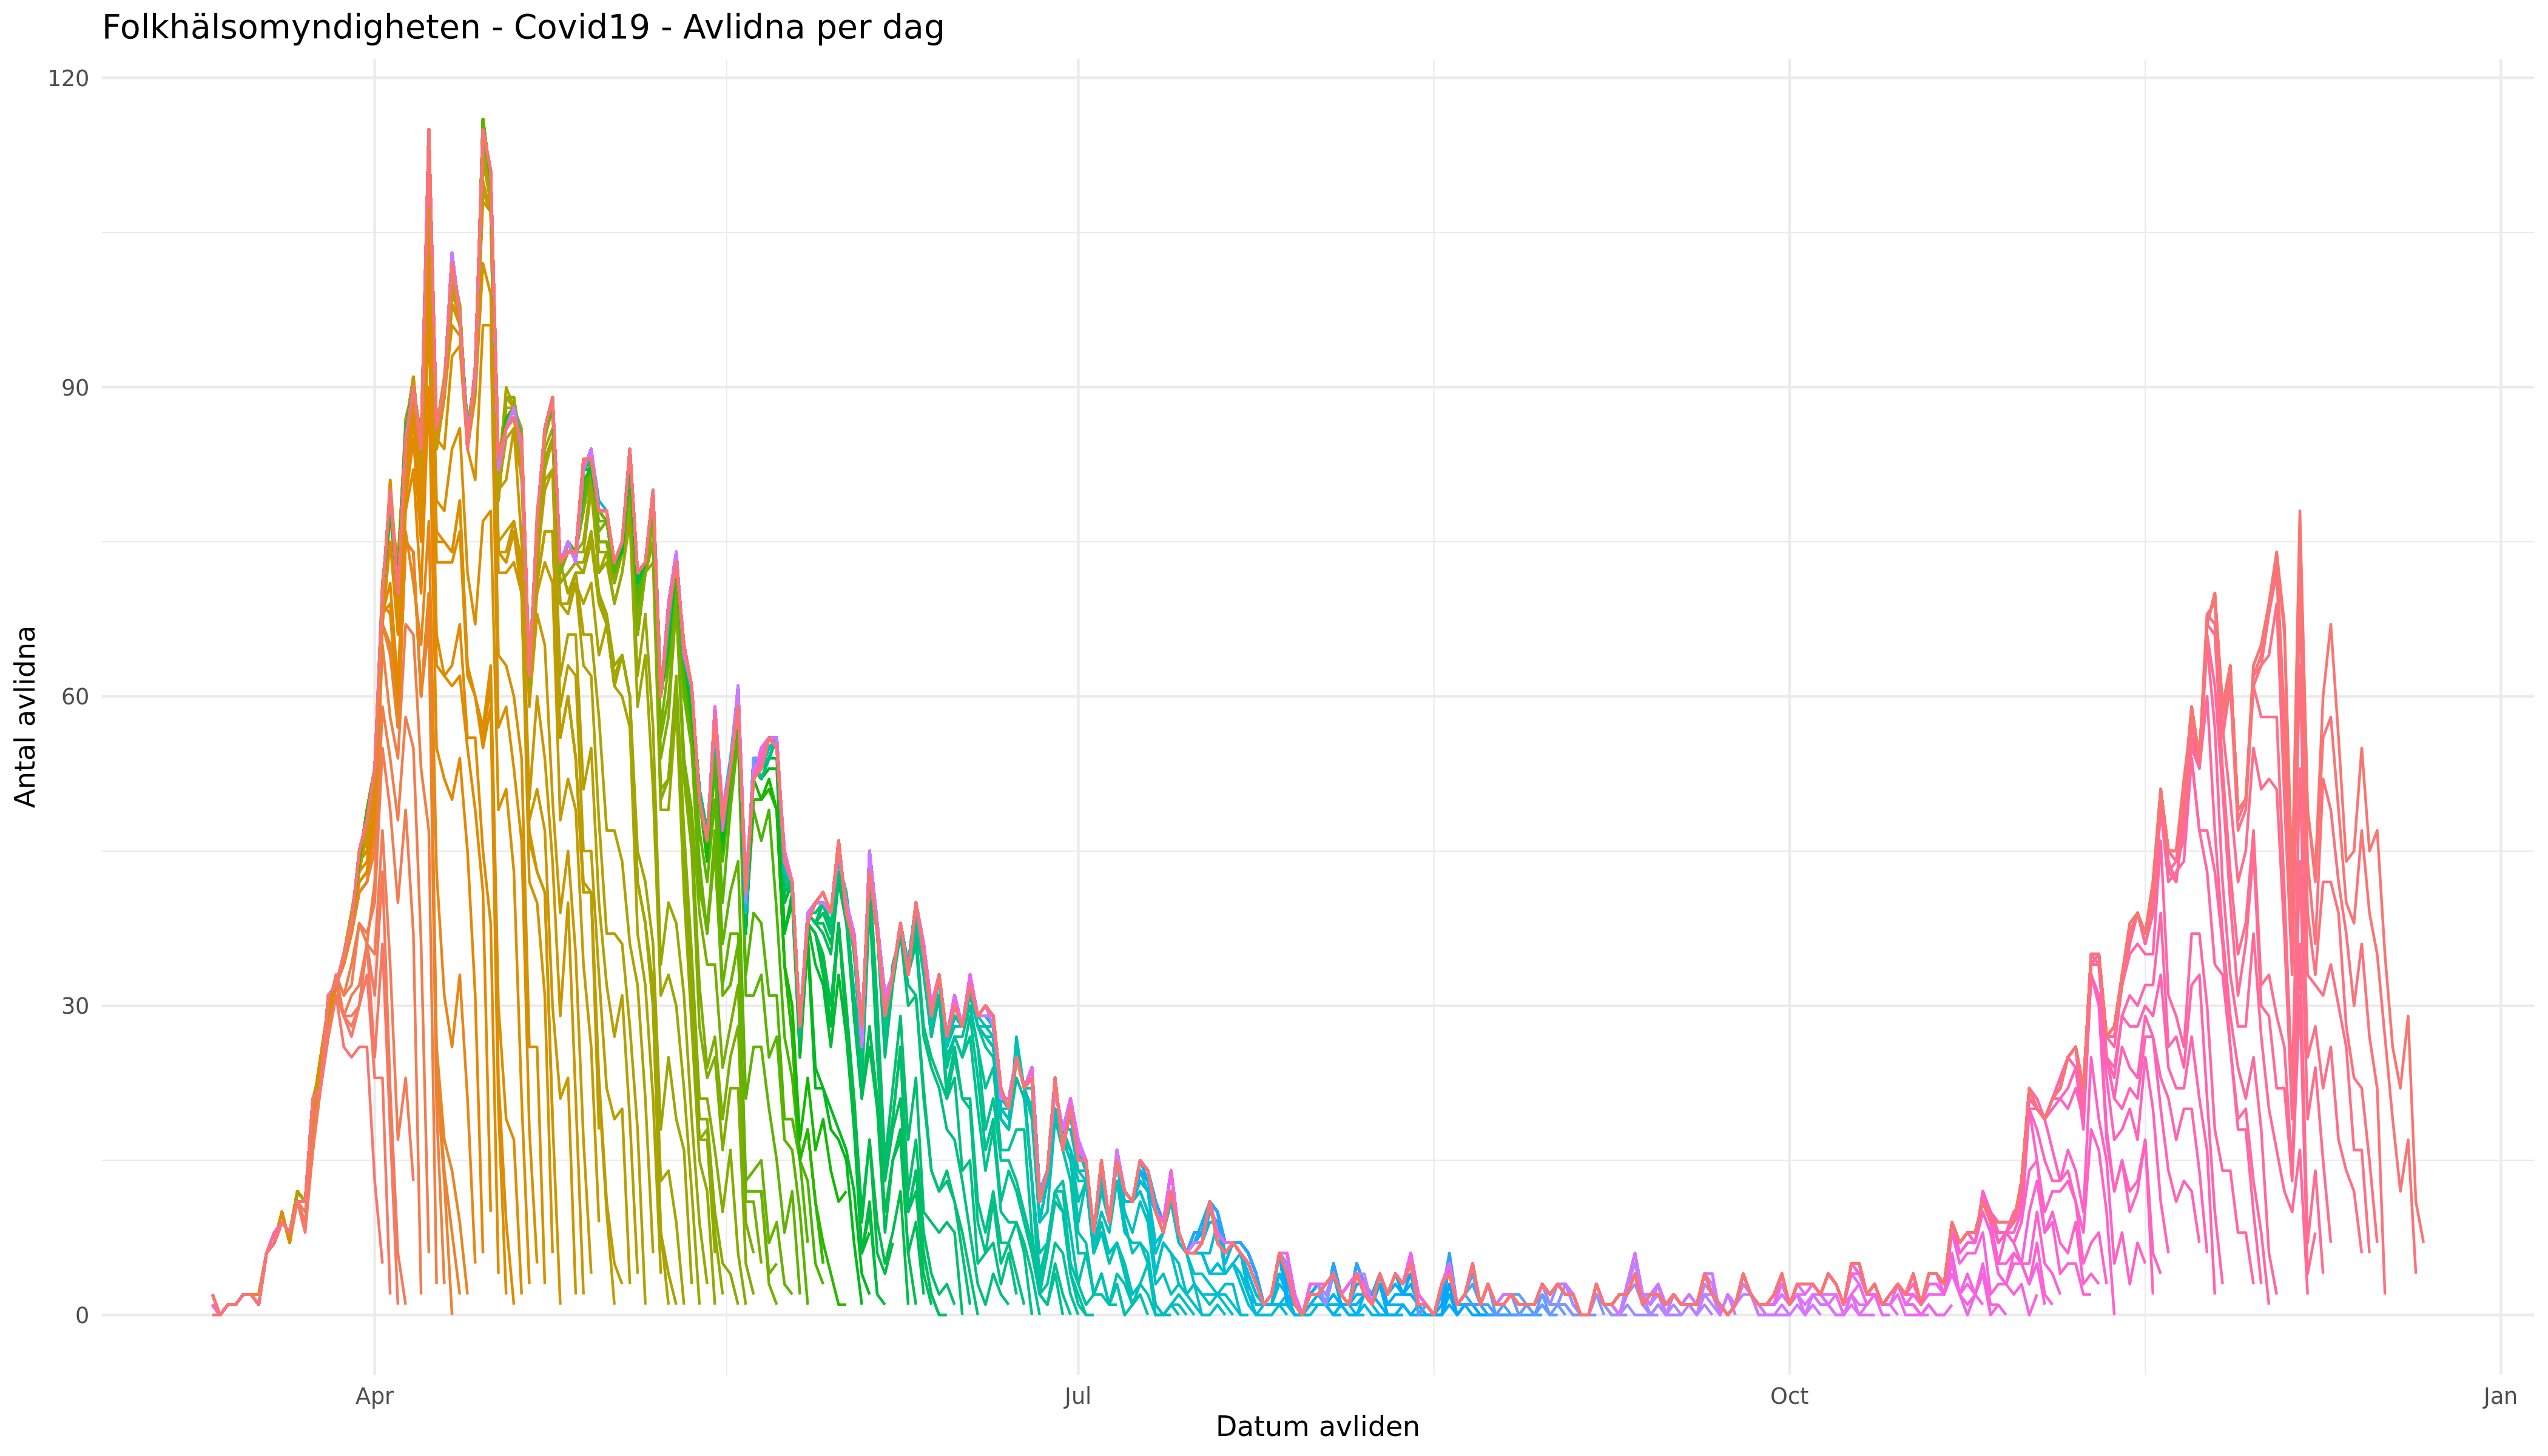 Folkhälsomyndigheten - Covid19 - Avlidna per dag
120
90
60
30
0
Antal avlidna
Apr
Jul
Oct
Jan
Datum avliden